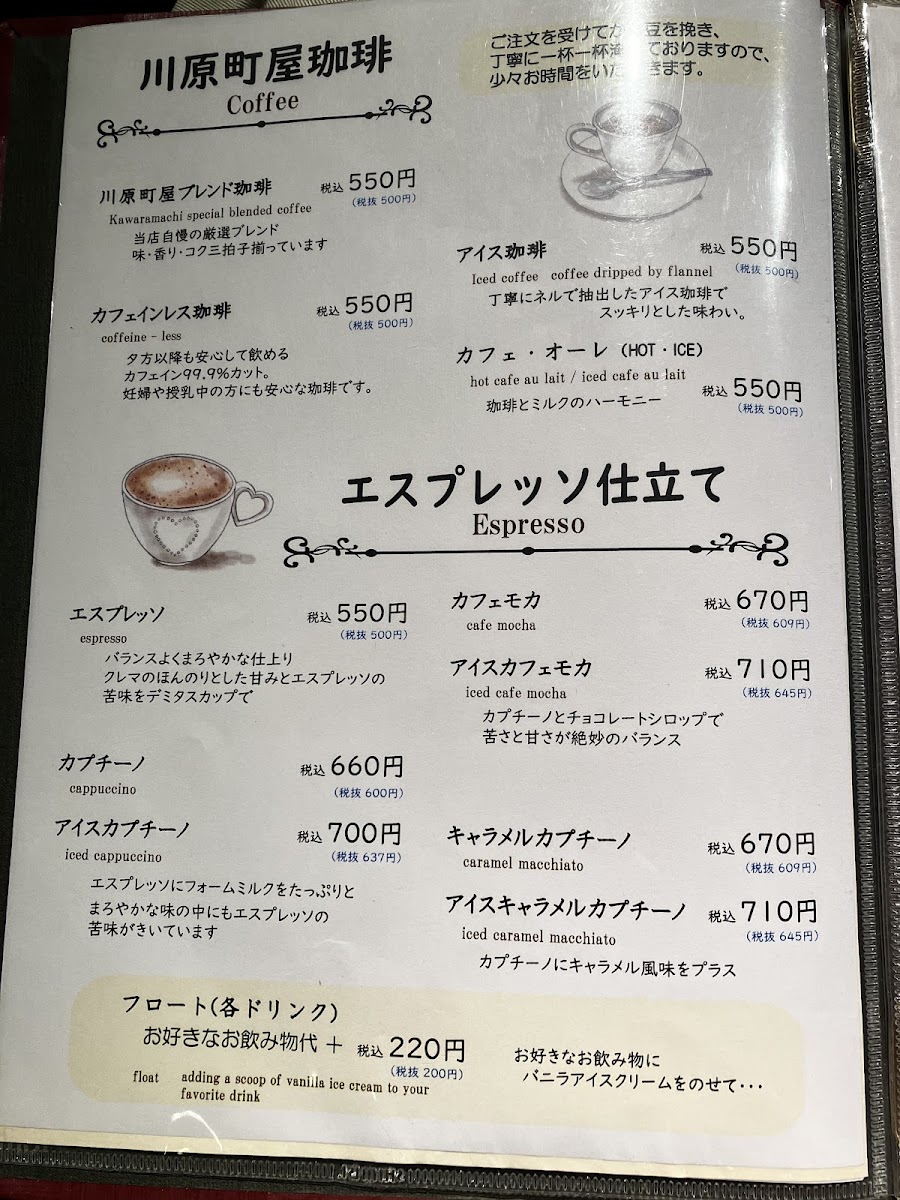 川原町屋珈琲
Coffee
ご注文を受けてか 豆を挽き、
丁寧に一杯一杯 ておりますので、
少々お時間をいた きます。
川原町屋ブレンド珈琲 税込 550円
Kawaramachi special blended coffee (税抜 500円)
当店自慢の厳選ブレンド
味・香り・コク三拍子揃っています
カフェインレス珈琲 税込 550円
coffeine - less (税抜 500円)
夕方以降も安心して飲める
カフェイン99.9%カット。
妊婦や授乳中の方にも安心な珈琲です。
アイス珈琲 税込 550円
Iced coffee coffee dripped by flannel (税抜 500円)
丁寧にネルで抽出したアイス珈琲で
スッキリとした味わい。
カフェ・オーレ (HOT・ICE)
hot cafe au lait / iced cafe au lait
税込 550円
珈琲とミルクのハーモニー (税抜 500円)
エスプレッソ仕立て
Espresso
エスプレッソ 税込 550円
espresso (税抜 500円)
バランスよくまろやかな仕上り
クレマのほんのりとした甘みとエスプレッソの
苦味をデミタスカップで
カプチーノ 税込 660円
cappuccino (税抜 600円)
アイスカプチーノ 税込 700円
iced cappuccino (税抜 637円)
エスプレッソにフォームミルクをたっぷりと
まろやかな味の中にもエスプレッソの
苦味がきいています
カフェモカ 税込 670円
cafe mocha (税抜 609円)
アイスカフェモカ 税込 710円
iced cafe mocha (税抜 645円)
カプチーノとチョコレートシロップで
苦さと甘さが絶妙のバランス
キャラメルカプチーノ 税込 670円
caramel macchiato (税抜 609円)
アイスキャラメルカプチーノ 税込 710円
iced caramel macchiato (税抜 645円)
カプチーノにキャラメル風味をプラス
フロート(各ドリンク)
お好きなお飲み物代 + 税込 220円
(税抜 200円)
float adding a scoop of vanilla ice cream to your
favorite drink
お好きなお飲み物に
バニラアイスクリームをのせて・・・